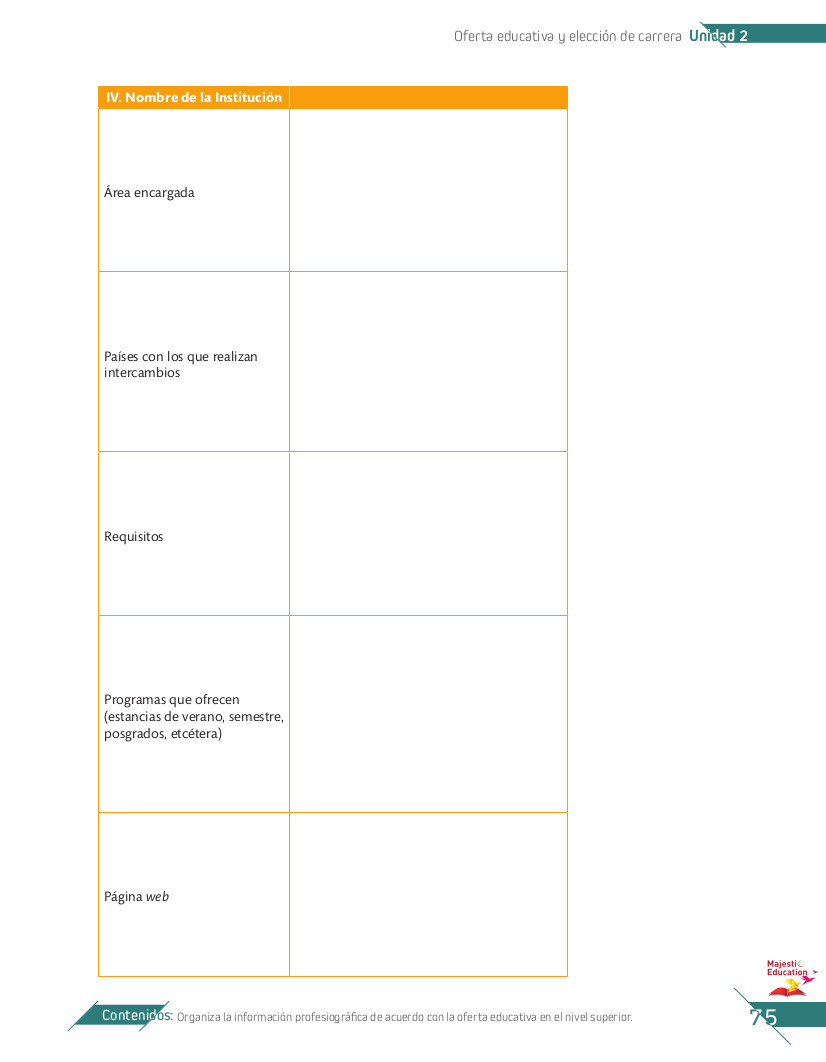 Oferta educativa y elección de carrera Unidad 2
IV. Nombre de la Institución
Área encargada
Países con los que realizan
intercambios
Requisitos
Programas que ofrecen
(estancias de verano, semestre,
posgrados, etcétera)
Página web
Majestic
Education
Contenidos: Organiza la información profesiográfica de acuerdo con la oferta educativa en el nivel superior.
75